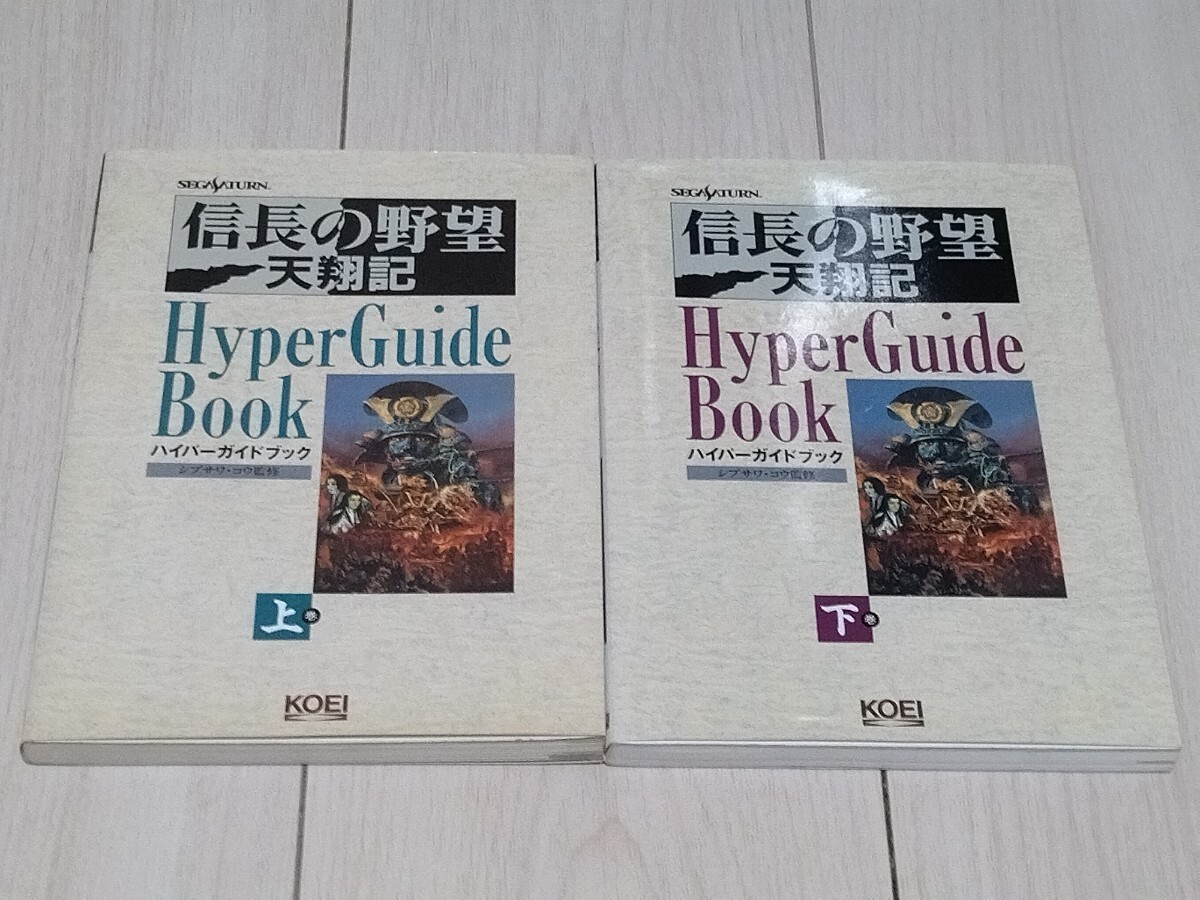 SEGA SATURN™
信長の野望
天翔記
HyperGuide
Book
ハイパーガイドブック
シブサワ・コウ監修
上巻
KOEI
SEGA SATURN™
信長の野望
天翔記
HyperGuide
Book
ハイパーガイドブック
シブサワ・コウ監修
下巻
KOEI